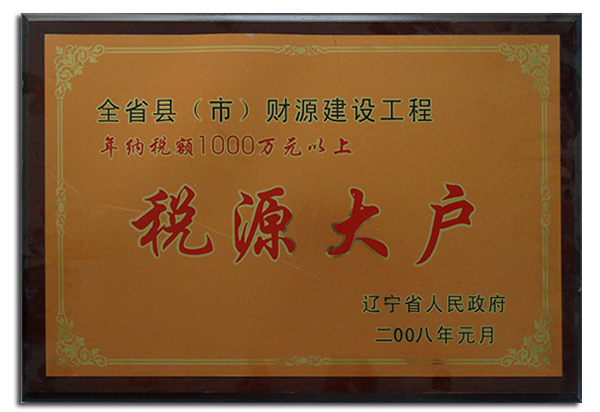 全省县（市）财源建设工程
年纳税额1000万元以上
税源大户
辽宁省人民政府
二00八年元月